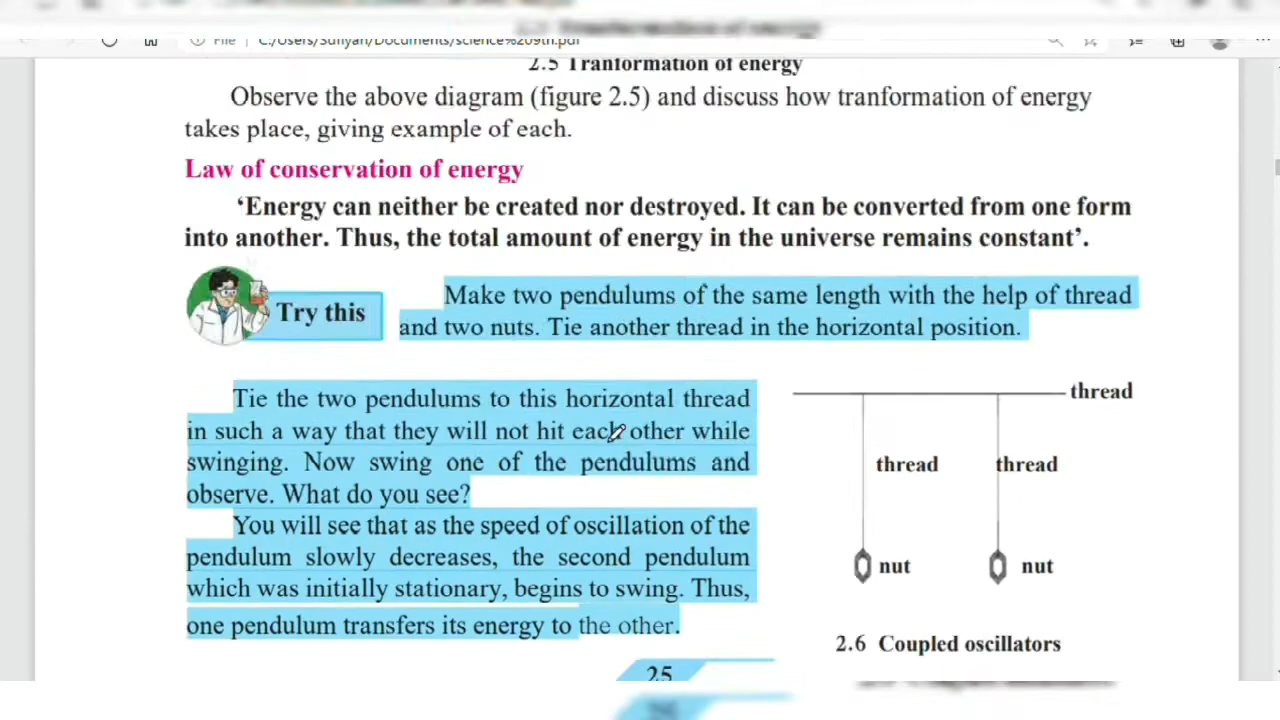 File
C:/Users/Sufiyan/Documents/science%209th.pdf
2.5 Tranformation of energy
Observe the above diagram (figure 2.5) and discuss how tranformation of energy
takes place, giving example of each.
Law of conservation of energy
‘Energy can neither be created nor destroyed. It can be converted from one form
into another. Thus, the total amount of energy in the universe remains constant’.
Try this
Make two pendulums of the same length with the help of thread
and two nuts. Tie another thread in the horizontal position.
Tie the two pendulums to this horizontal thread
in such a way that they will not hit each other while
swinging. Now swing one of the pendulums and
observe. What do you see?
You will see that as the speed of oscillation of the
pendulum slowly decreases, the second pendulum
which was initially stationary, begins to swing. Thus,
one pendulum transfers its energy to the other.
thread
thread thread
nut nut
2.6 Coupled oscillators
25